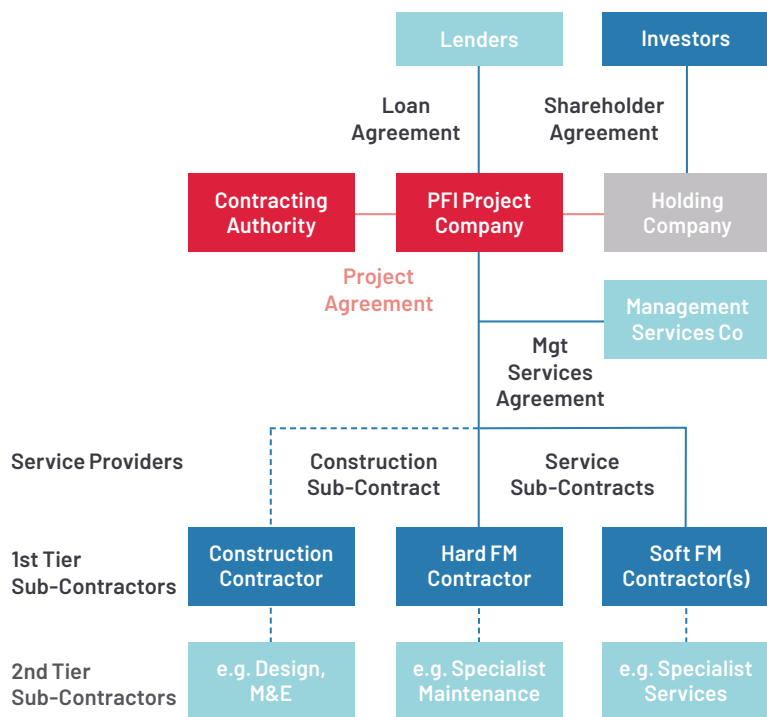 Lenders
Investors
Loan
Agreement
Shareholder
Agreement
Contracting
Authority
PFI Project
Company
Holding
Company
Project
Agreement
Management
Services Co
Mgt
Services
Agreement
Service Providers
Construction
Sub-Contract
Service
Sub-Contracts
1st Tier
Sub-Contractors
Construction
Contractor
Hard FM
Contractor
Soft FM
Contractor(s)
2nd Tier
Sub-Contractors
e.g. Design,
M&E
e.g. Specialist
Maintenance
e.g. Specialist
Services